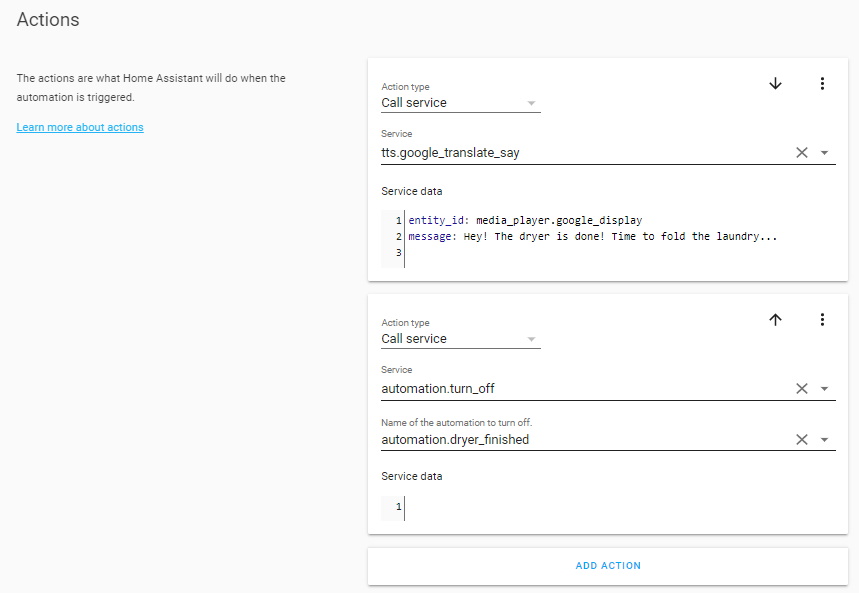 Actions
The actions are what Home Assistant will do when the
automation is triggered.
Learn more about actions
Action type
Call service
Service
tts.google_translate_say
Service data
1 entity_id: media_player.google_display
2 message: Hey! The dryer is done! Time to fold the laundry...
3
Action type
Call service
Service
automation.turn_off
Name of the automation to turn off.
automation.dryer_finished
Service data
1
ADD ACTION